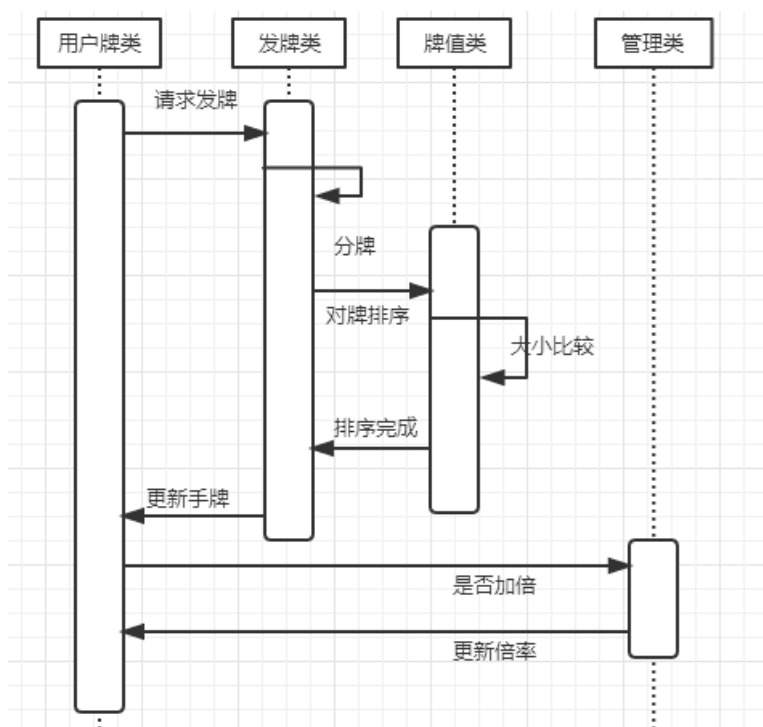 用户牌类
发牌类
牌值类
管理类
请求发牌
分牌
对牌排序
大小比较
排序完成
更新手牌
是否加倍
更新倍率